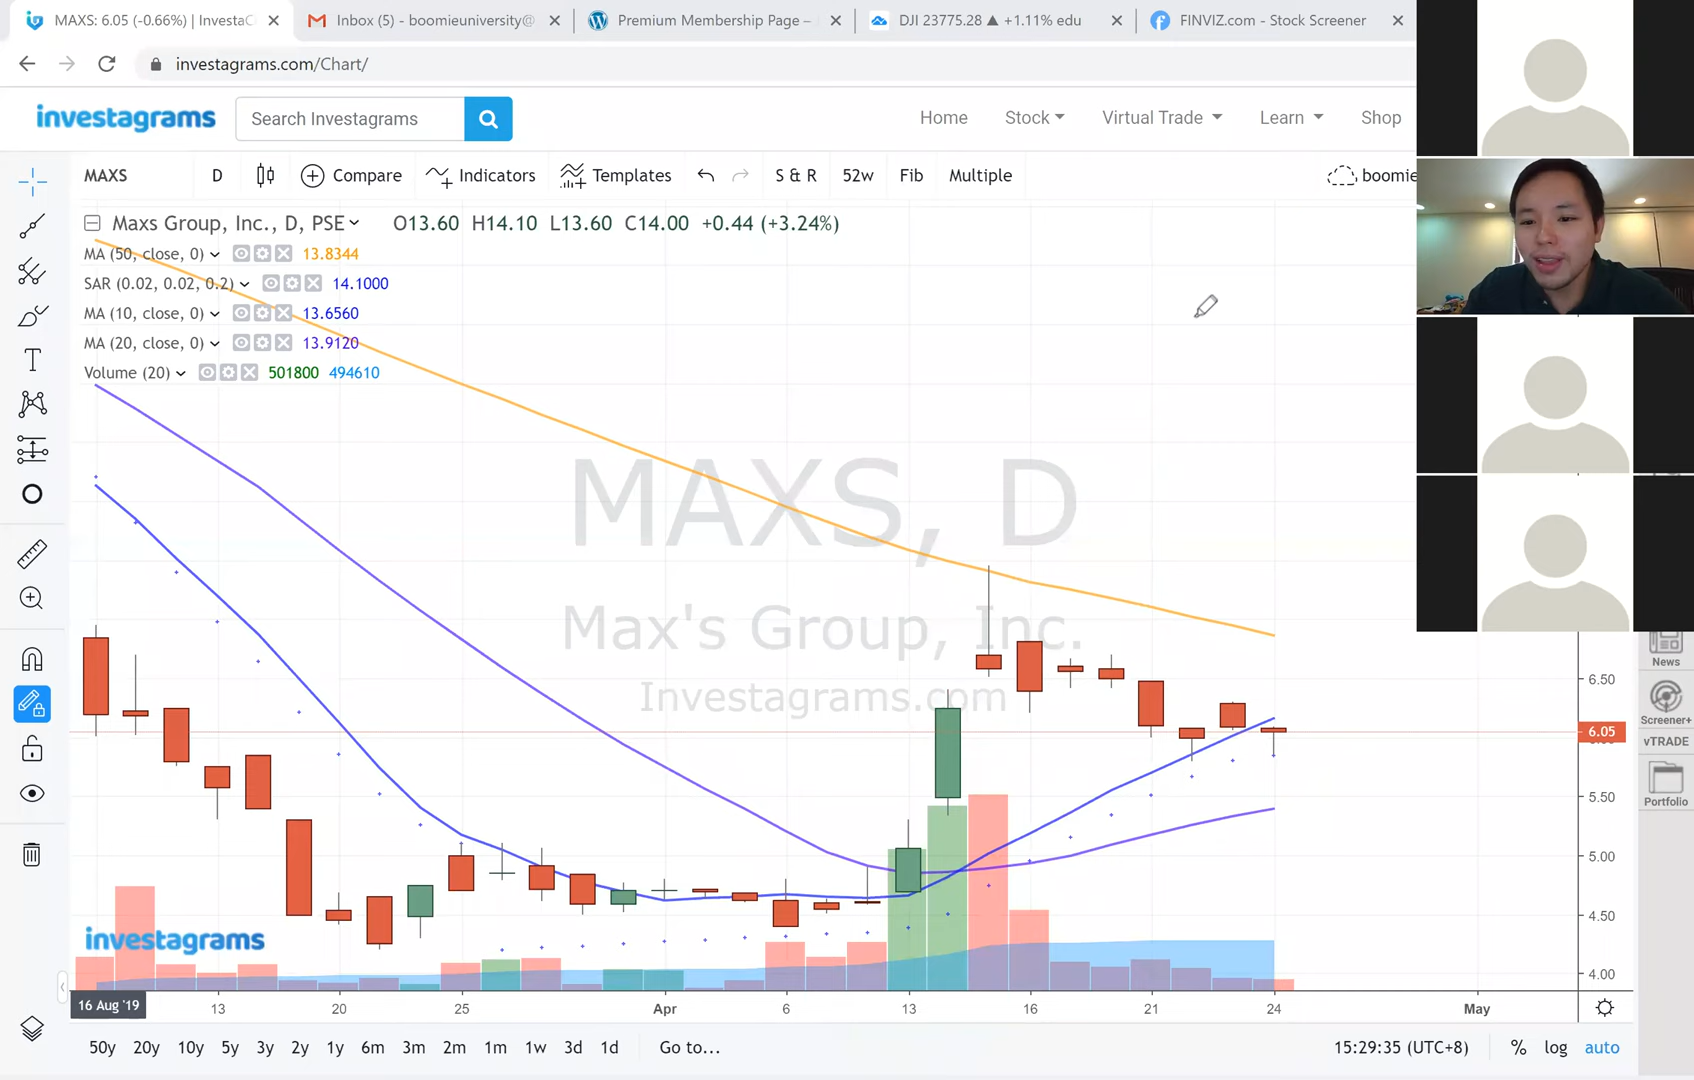 MAXS: 6.05 (-0.66%) | InvestaC
Inbox (5) - boomieuniversity@
Premium Membership Page –
DJI 23775.28 ▲ +1.11% edu
FINVIZ.com - Stock Screener
investagrams.com/Chart/
investagrams
Search Investagrams
Home
Stock
Virtual Trade
Learn
Shop
MAXS
D
Compare
Indicators
Templates
S & R
52w
Fib
Multiple
boomie
Maxs Group, Inc., D, PSE
O13.60 H14.10 L13.60 C14.00 +0.44 (+3.24%)
MA (50, close, 0) 13.8344
SAR (0.02, 0.02, 0.2) 14.1000
MA (10, close, 0) 13.6560
MA (20, close, 0) 13.9120
Volume (20) 501800 494610
MAXS, D
Max's Group, Inc.
Investagrams.com
6.50
6.05
5.50
5.00
4.50
4.00
News
Screener+
vTRADE
Portfolio
investagrams
16 Aug '19
13
20
25
Apr
6
13
16
21
24
May
50y 20y 10y 5y 3y 2y 1y 6m 3m 2m 1m 1w 3d 1d
Go to...
15:29:35 (UTC+8)
%
log
auto